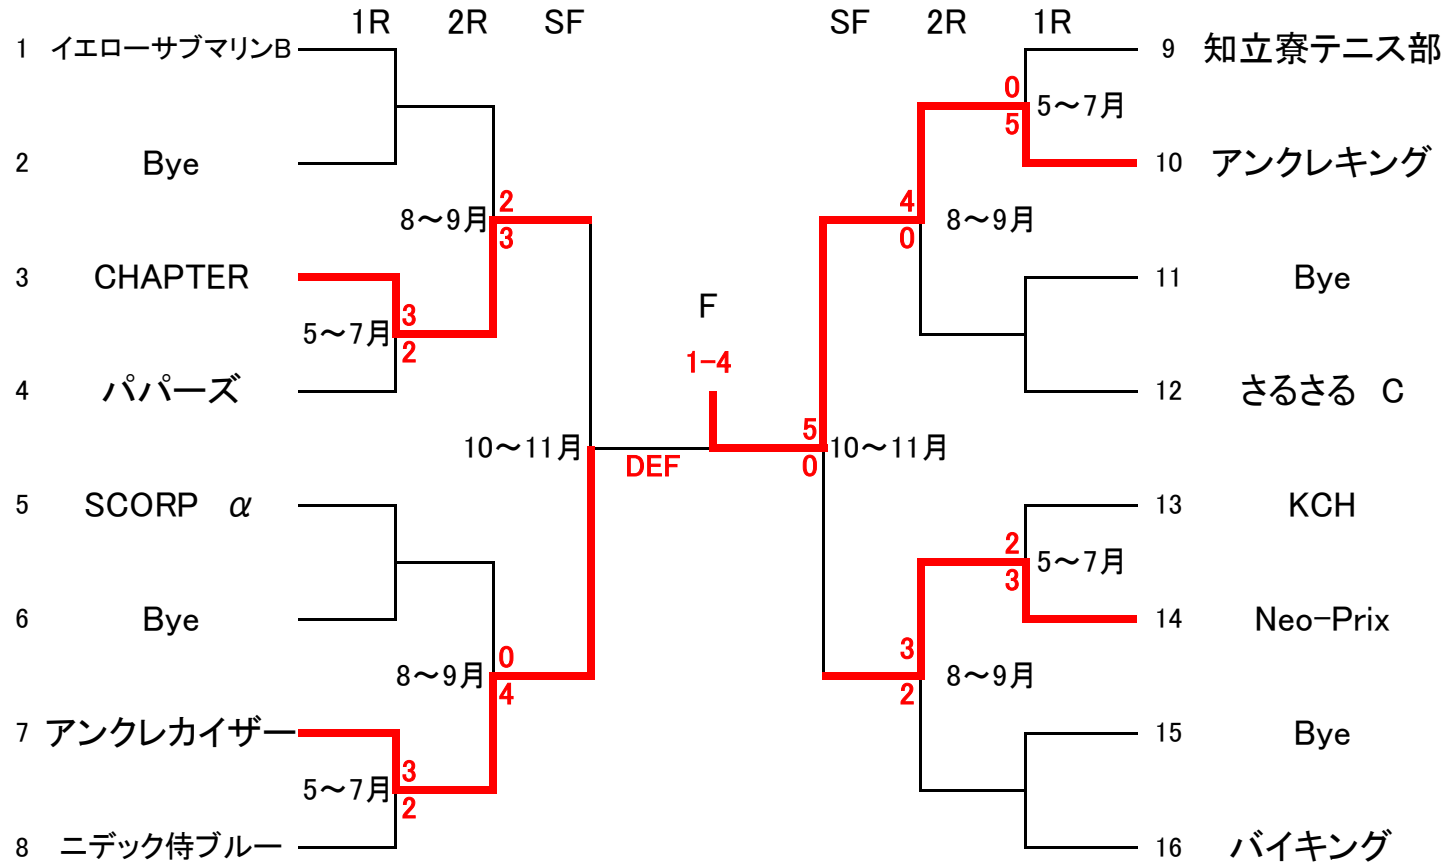 1R 2R SF SF 2R 1R
1 イエローサブマリンB
9 知立寮テニス部
0
5～7月
5
2 Bye
10 アンクレキング
2
8～9月
3
4
8～9月
0
3 CHAPTER
11 Bye
F
3
5～7月
2
1-4
4 パパーズ
12 さるさる C
10～11月
DEF
5
10～11月
0
5 SCORP α
13 KCH
2
5～7月
3
6 Bye
14 Neo-Prix
0
8～9月
4
3
8～9月
2
7 アンクレカイザー
15 Bye
3
5～7月
2
8 ニデック侍ブルー
16 バイキング